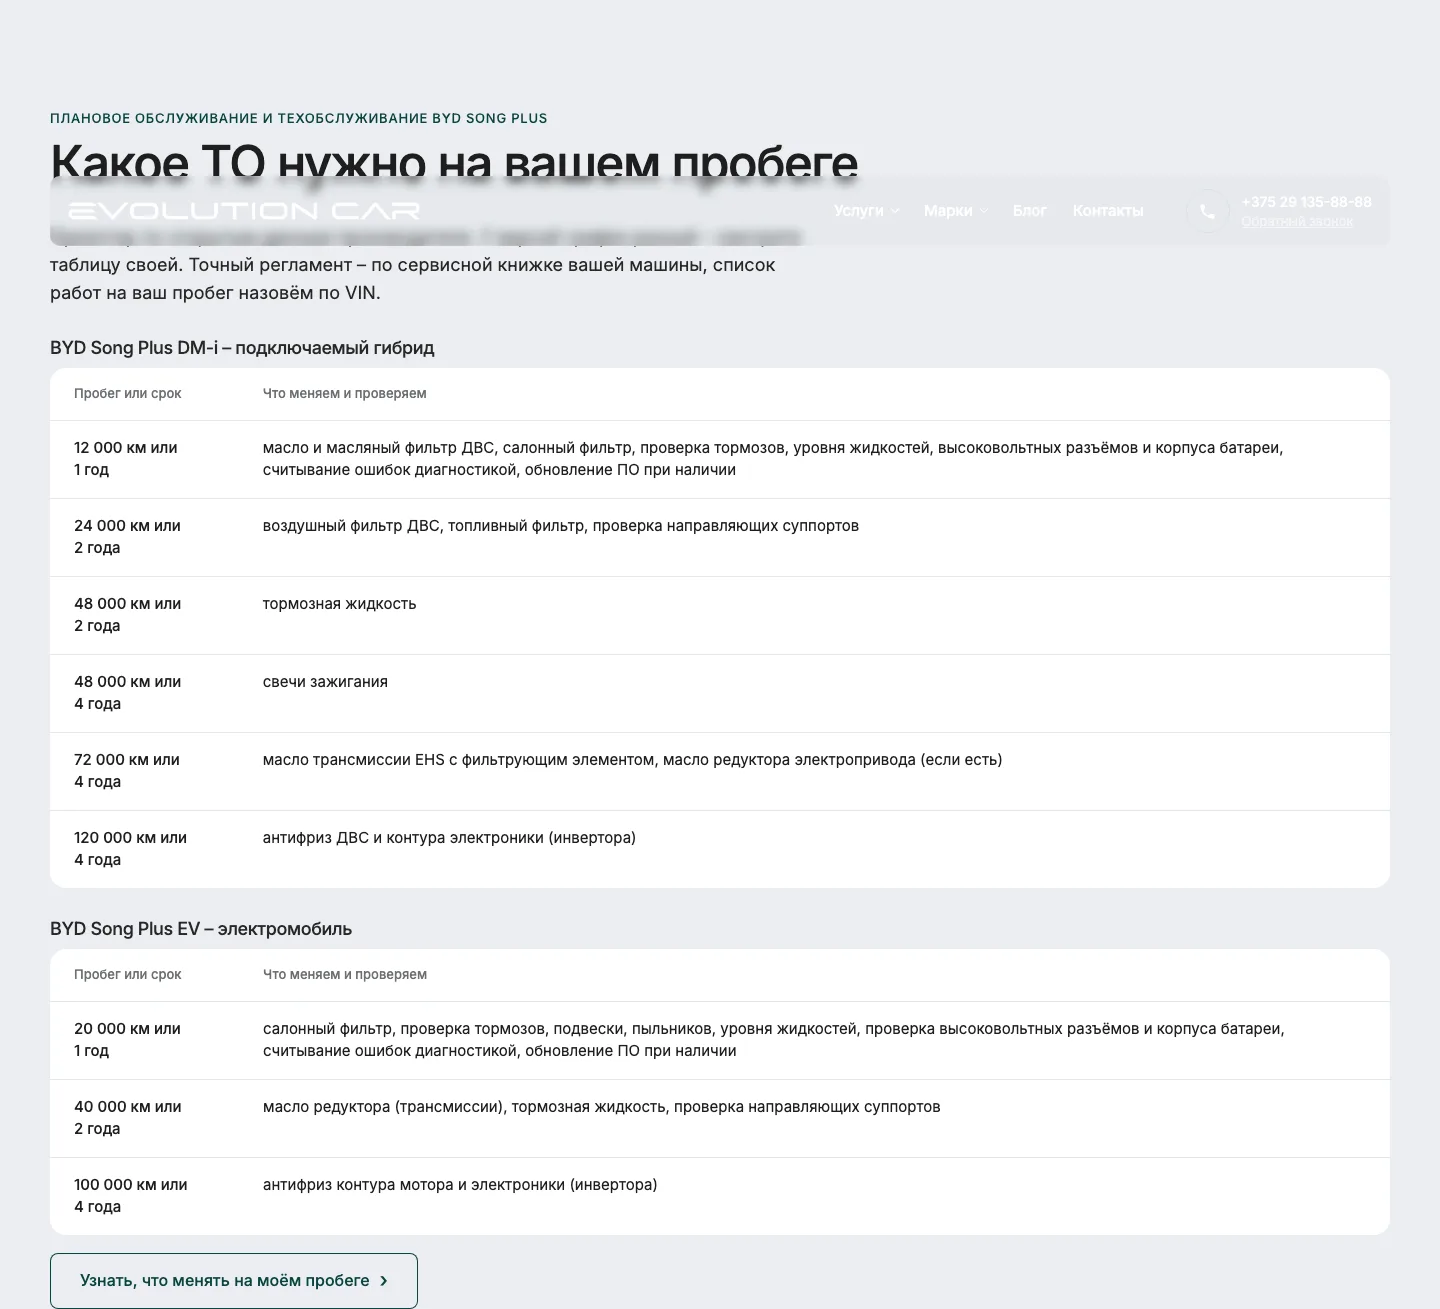 ПЛАНОВОЕ ОБСЛУЖИВАНИЕ И ТЕХОБСЛУЖИВАНИЕ BYD SONG PLUS
Какое ТО нужно на вашем пробеге
EVOLUTION CAR
Услуги
Марки
Блог
Контакты
+375 29 135-88-88
Обратный звонок
таблицу своей. Точный регламент – по сервисной книжке вашей машины, список
работ на ваш пробег назовём по VIN.
BYD Song Plus DM-i – подключаемый гибрид
Пробег или срок
Что меняем и проверяем
12 000 км или
1 год
масло и масляный фильтр ДВС, салонный фильтр, проверка тормозов, уровня жидкостей, высоковольтных разъёмов и корпуса батареи,
считывание ошибок диагностикой, обновление ПО при наличии
24 000 км или
2 года
воздушный фильтр ДВС, топливный фильтр, проверка направляющих суппортов
48 000 км или
2 года
тормозная жидкость
48 000 км или
4 года
свечи зажигания
72 000 км или
4 года
масло трансмиссии EHS с фильтрующим элементом, масло редуктора электропривода (если есть)
120 000 км или
4 года
антифриз ДВС и контура электроники (инвертора)
BYD Song Plus EV – электромобиль
Пробег или срок
Что меняем и проверяем
20 000 км или
1 год
салонный фильтр, проверка тормозов, подвески, пыльников, уровня жидкостей, проверка высоковольтных разъёмов и корпуса батареи,
считывание ошибок диагностикой, обновление ПО при наличии
40 000 км или
2 года
масло редуктора (трансмиссии), тормозная жидкость, проверка направляющих суппортов
100 000 км или
4 года
антифриз контура мотора и электроники (инвертора)
Узнать, что менять на моём пробеге